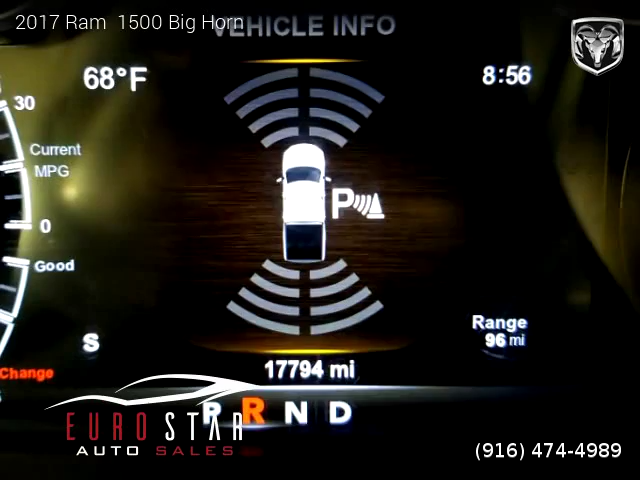 2017 Ram 1500 Big Horn
VEHICLE INFO
68°F
8:56
30
Current
MPG
0
Good
P
S
Range
96 mi
Change
17794 mi
P R N D
EURO STAR
AUTO SALES
(916) 474-4989